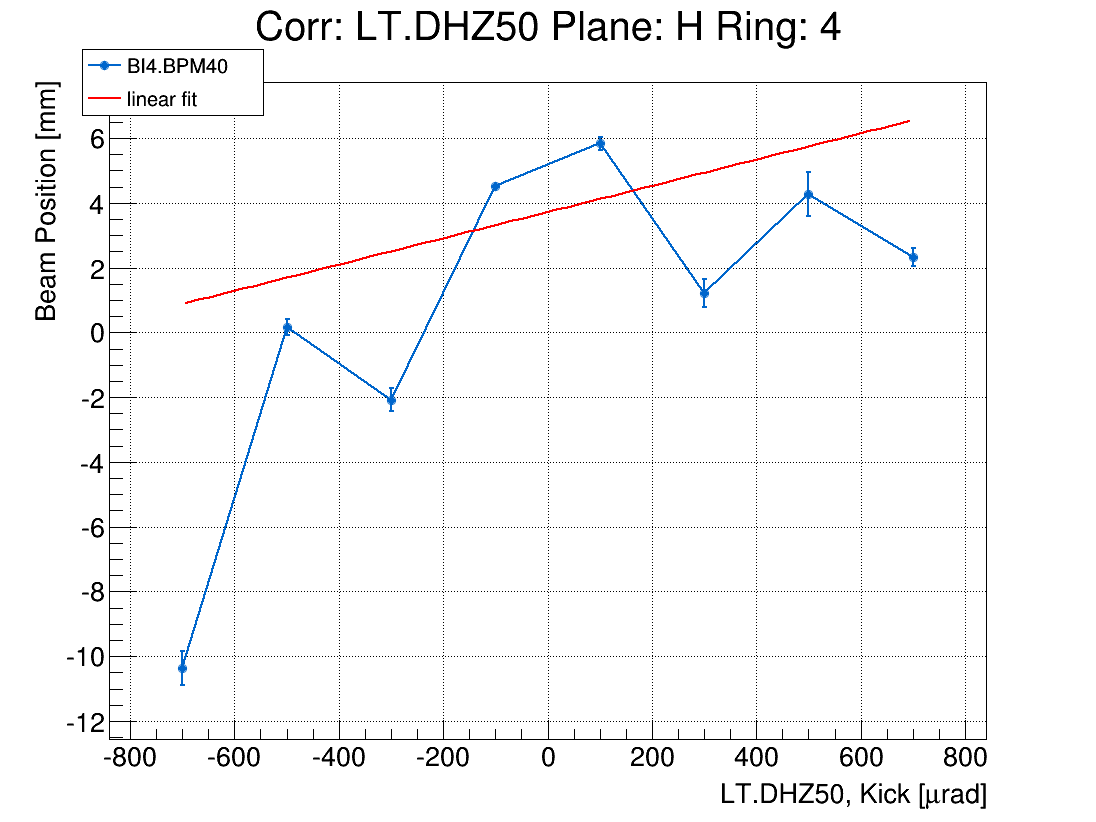 Corr: LT.DHZ50 Plane: H Ring: 4
BI4.BPM40
linear fit
Beam Position [mm]
6
4
2
0
-2
-4
-6
-8
-10
-12
-800 -600 -400 -200 0 200 400 600 800
LT.DHZ50, Kick [μrad]